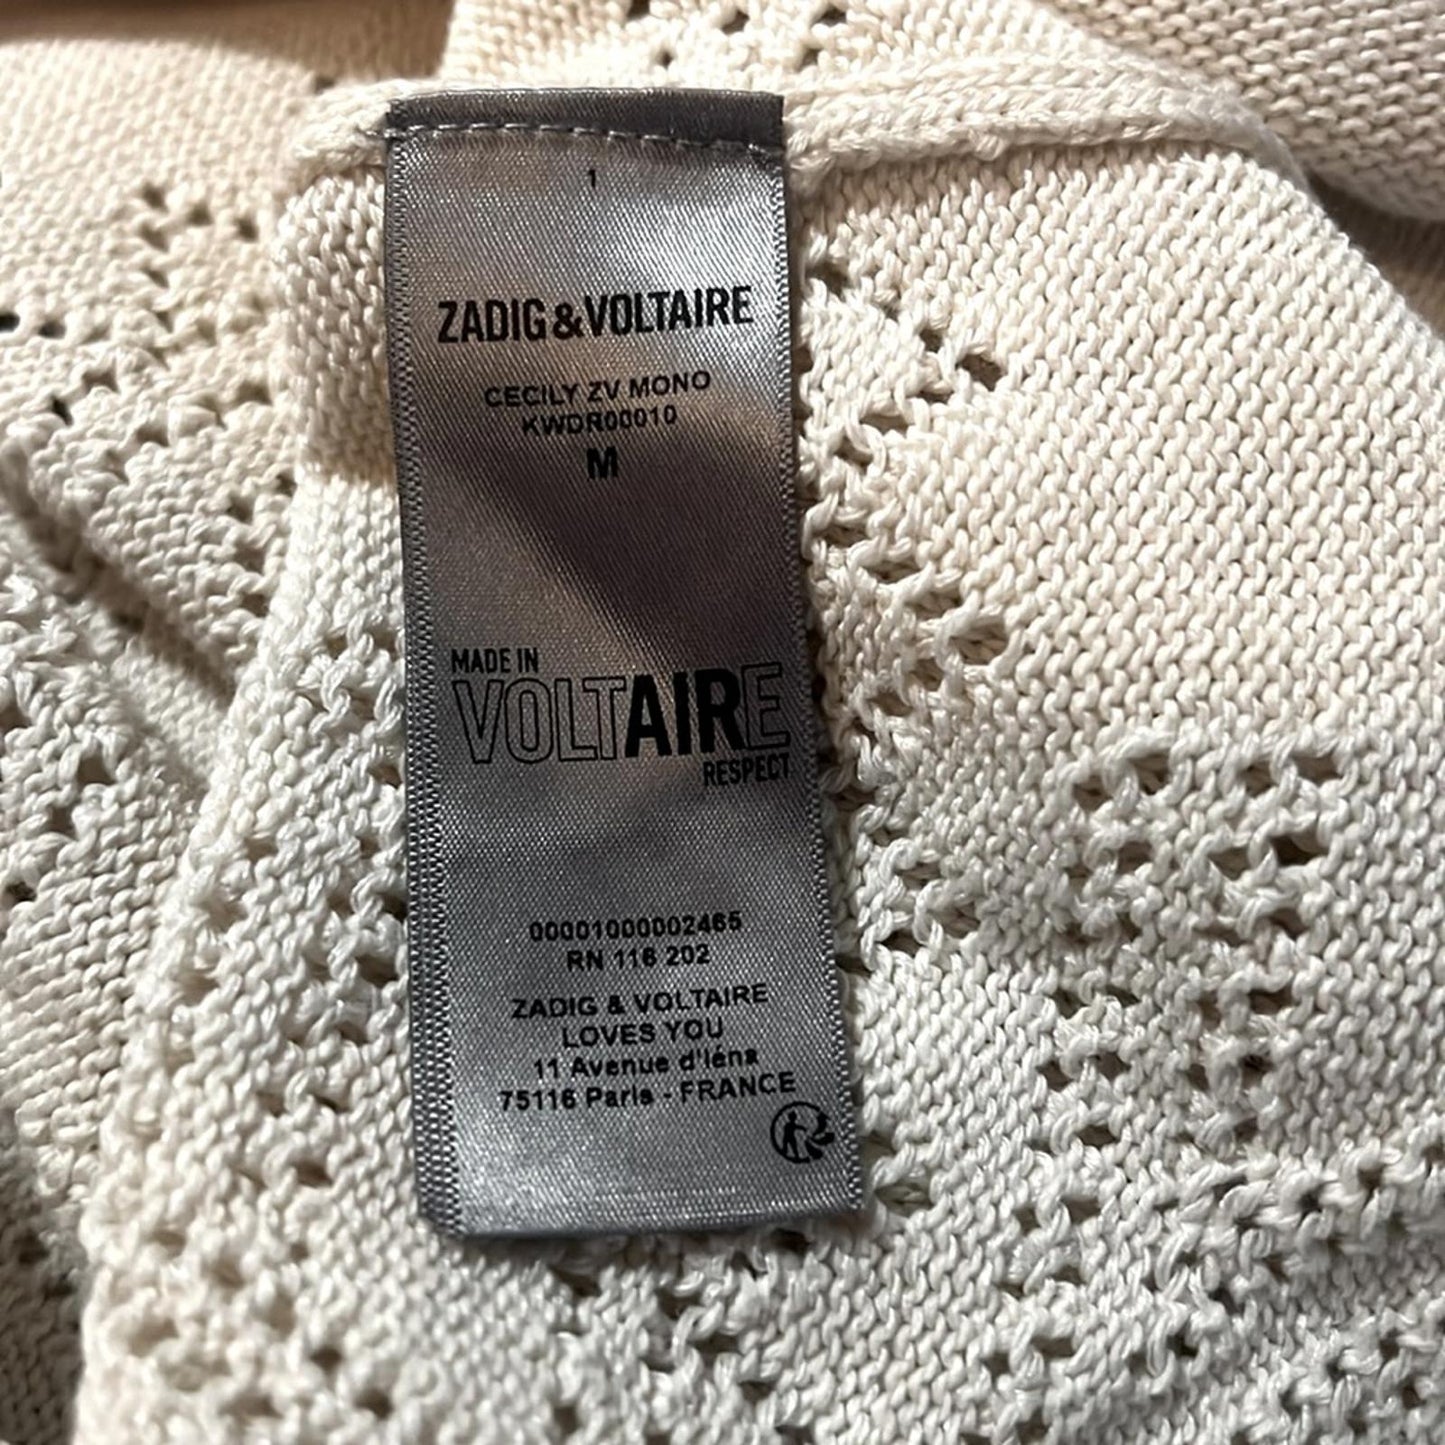 1
ZADIG&VOLTAIRE
CECILY ZV MONO
KWDR00010
M
MADE IN
VOLTAIRE
RESPECT
00001000002465
RN 116 202
ZADIG & VOLTAIRE
LOVES YOU
11 Avenue d'Iéna
75116 Paris - FRANCE